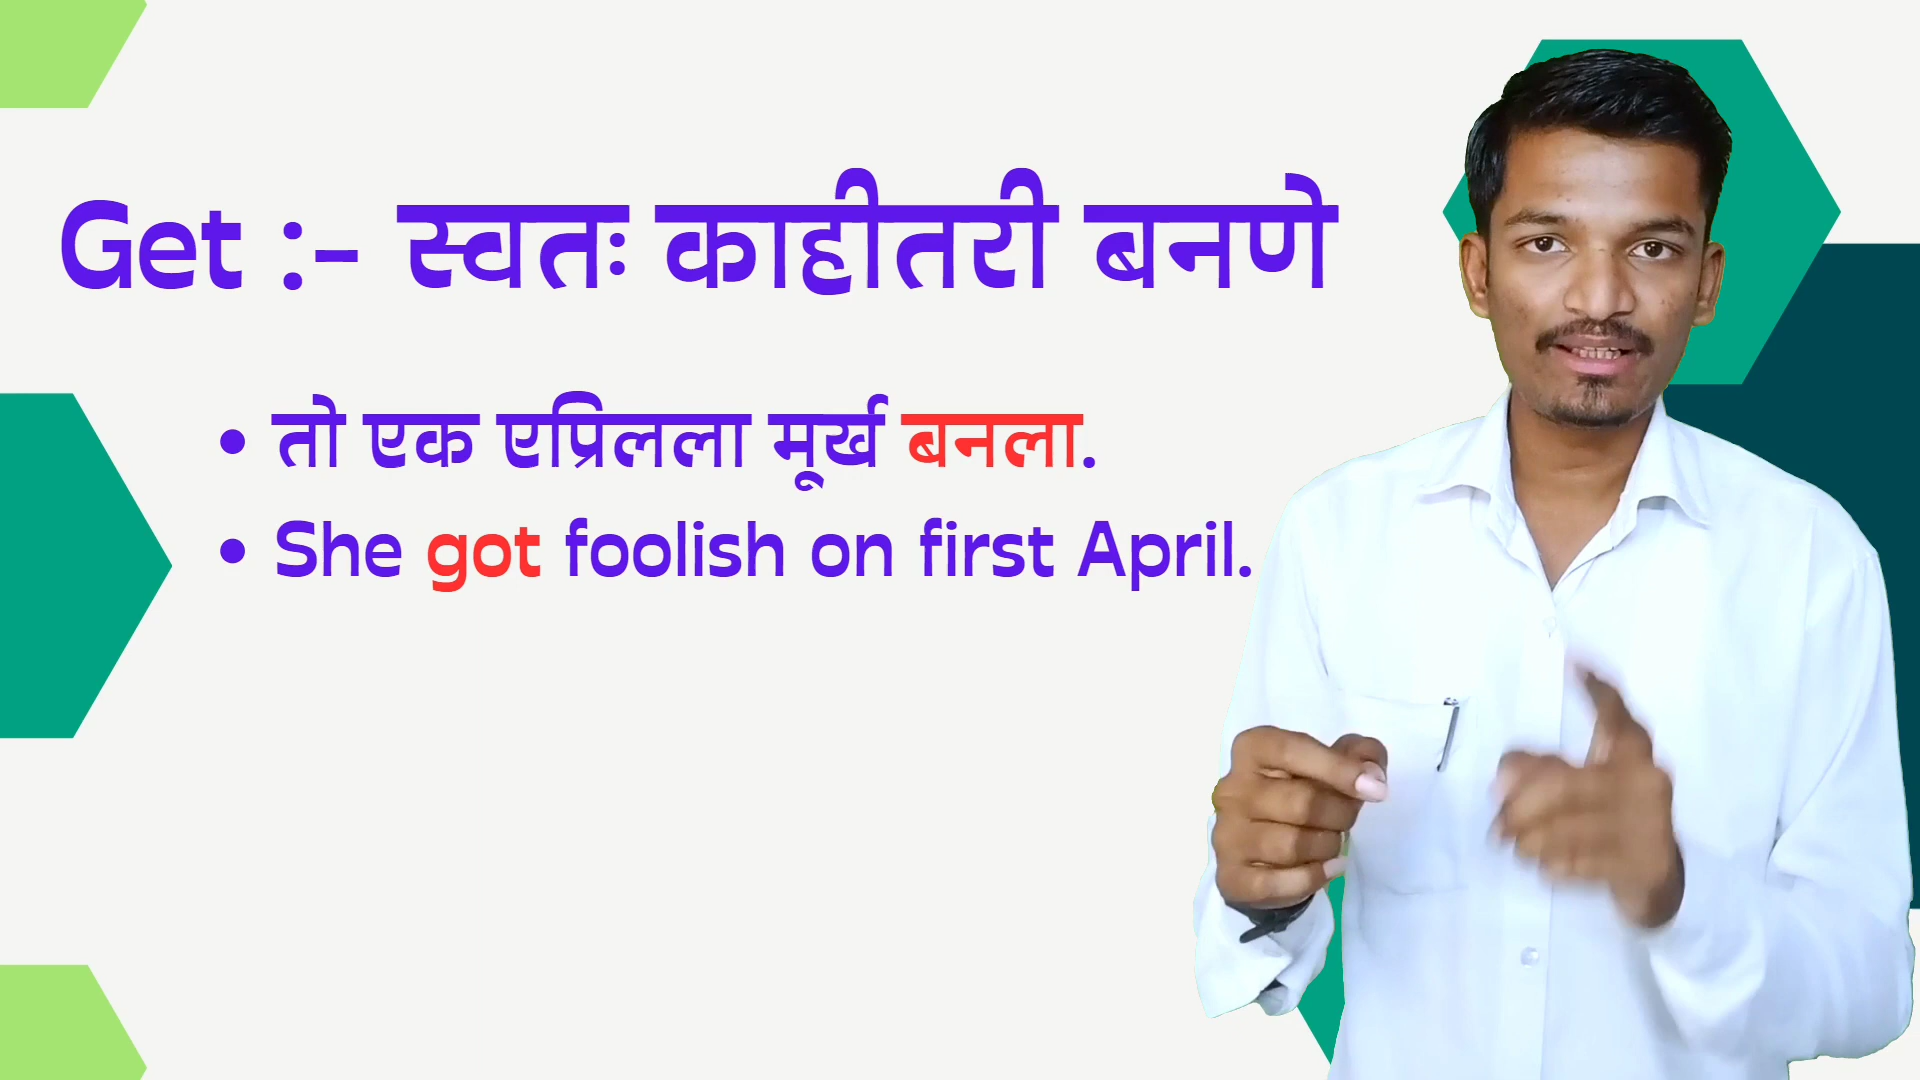 Get :- स्वतः काहीतरी बनणे
• तो एक एप्रिलला मूर्ख बनला.
• She got foolish on first April.